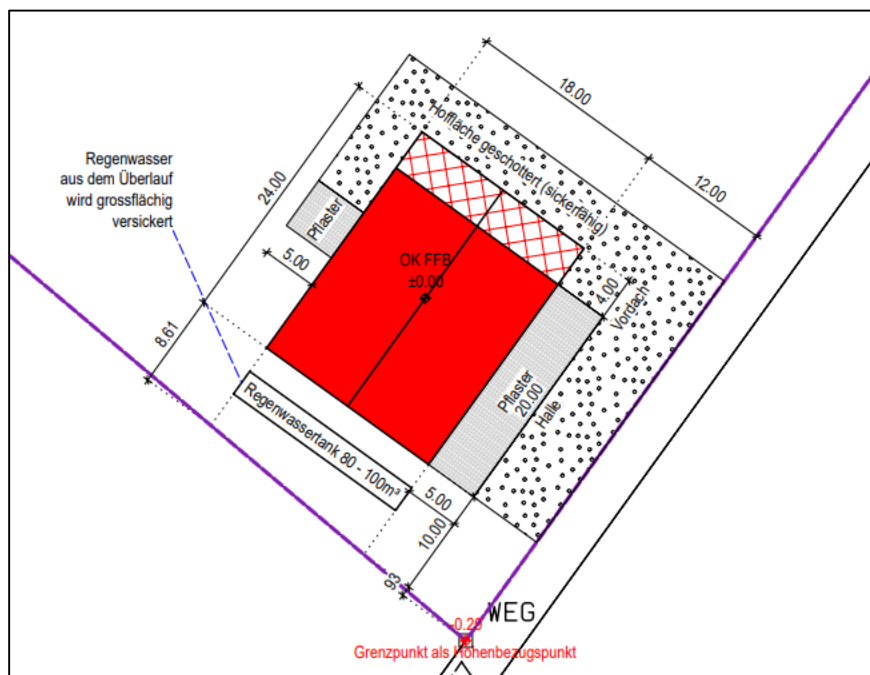 18.00
12.00
Hoffläche geschottert (sickerfähig)
Regenwasser
aus dem Überlauf
wird grossflächig
versickert
24.00
Pflaster
5.00
OK FFB
±0.00
4.00
Vordach
8.61
Pflaster
20.00
Halle
Regenwassertank 80 - 100m³
5.00
10.00
93
WEG
-0.20
Grenzpunkt als Höhenbezugspunkt